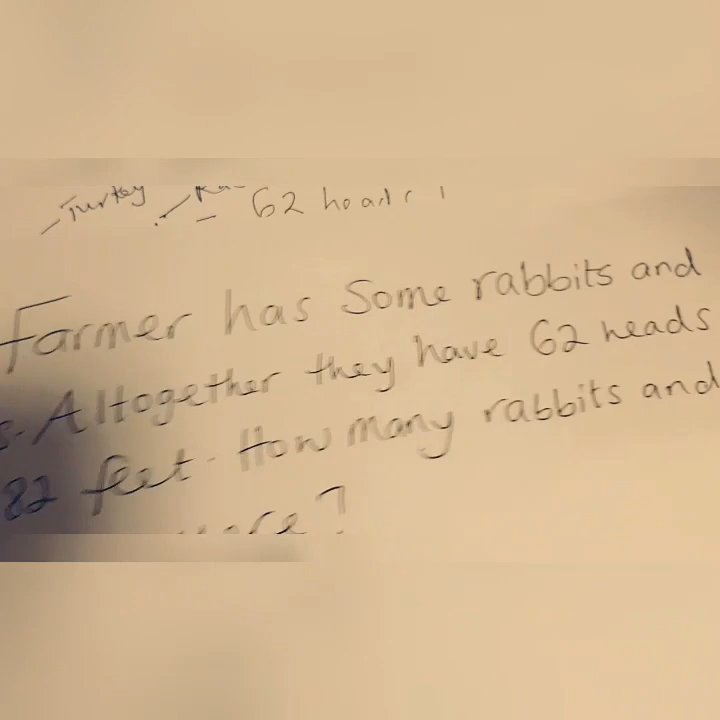 Turkey 62 heads
Farmer has Some rabbits and
s. Altogether they have 62 heads
82 feet. How many rabbits and
?